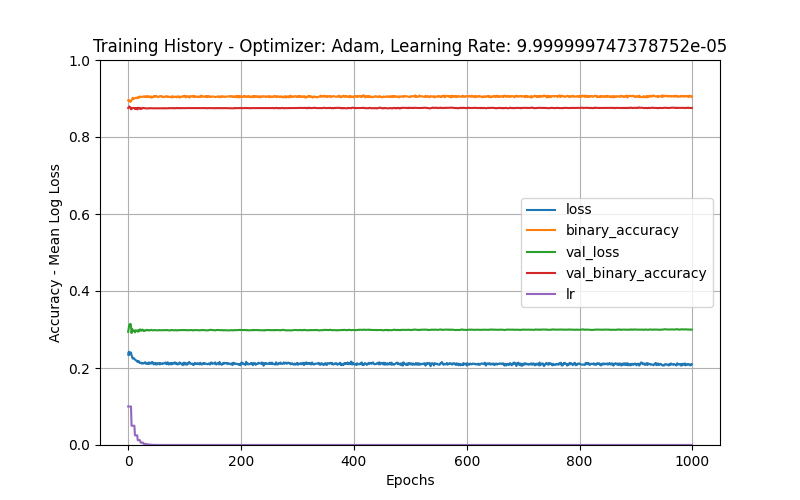 Training History - Optimizer: Adam, Learning Rate: 9.999999747378752e-05
1.0
0.8
0.6
0.4
0.2
0.0
Accuracy - Mean Log Loss
loss
binary_accuracy
val_loss
val_binary_accuracy
lr
0 200 400 600 800 1000
Epochs